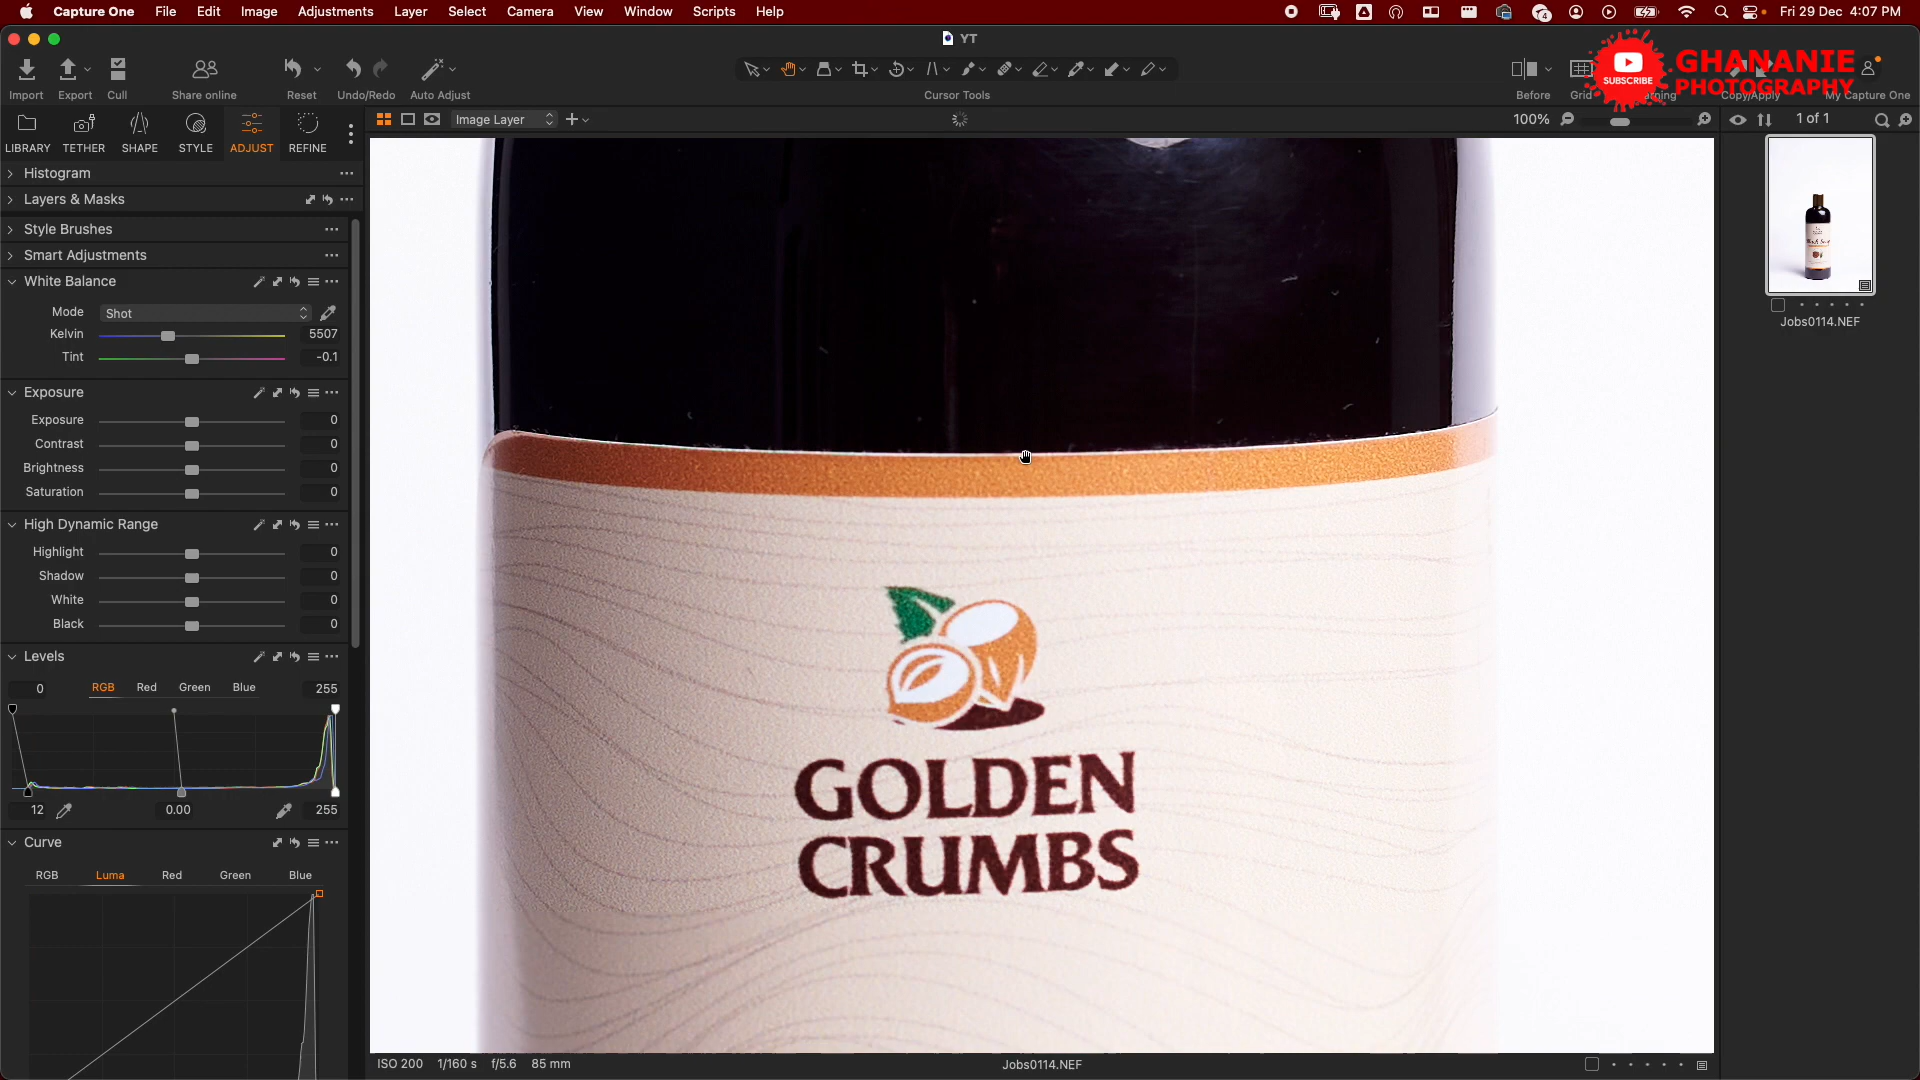 Capture One File Edit Image Adjustments Layer Select Camera View Window Scripts Help
4
Fri 29 Dec 4:07 PM
YT
Import Export Cull Share online Reset Undo/Redo Auto Adjust
Cursor Tools
Before Grid Copy/Apply My Capture One
SUBSCRIBE
GHANANIE
PHOTOGRAPHY
LIBRARY TETHER SHAPE STYLE ADJUST REFINE
Image Layer
100%
1 of 1
Histogram
Layers & Masks
Style Brushes
Smart Adjustments
White Balance
Mode Shot
Kelvin 5507
Tint -0.1
Exposure
Exposure 0
Contrast 0
Brightness 0
Saturation 0
High Dynamic Range
Highlight 0
Shadow 0
White 0
Black 0
Levels
0 RGB Red Green Blue 255
12 0.00 255
Curve
RGB Luma Red Green Blue
GOLDEN
CRUMBS
ISO 200 1/160 s f/5.6 85 mm
Jobs0114.NEF
Jobs0114.NEF